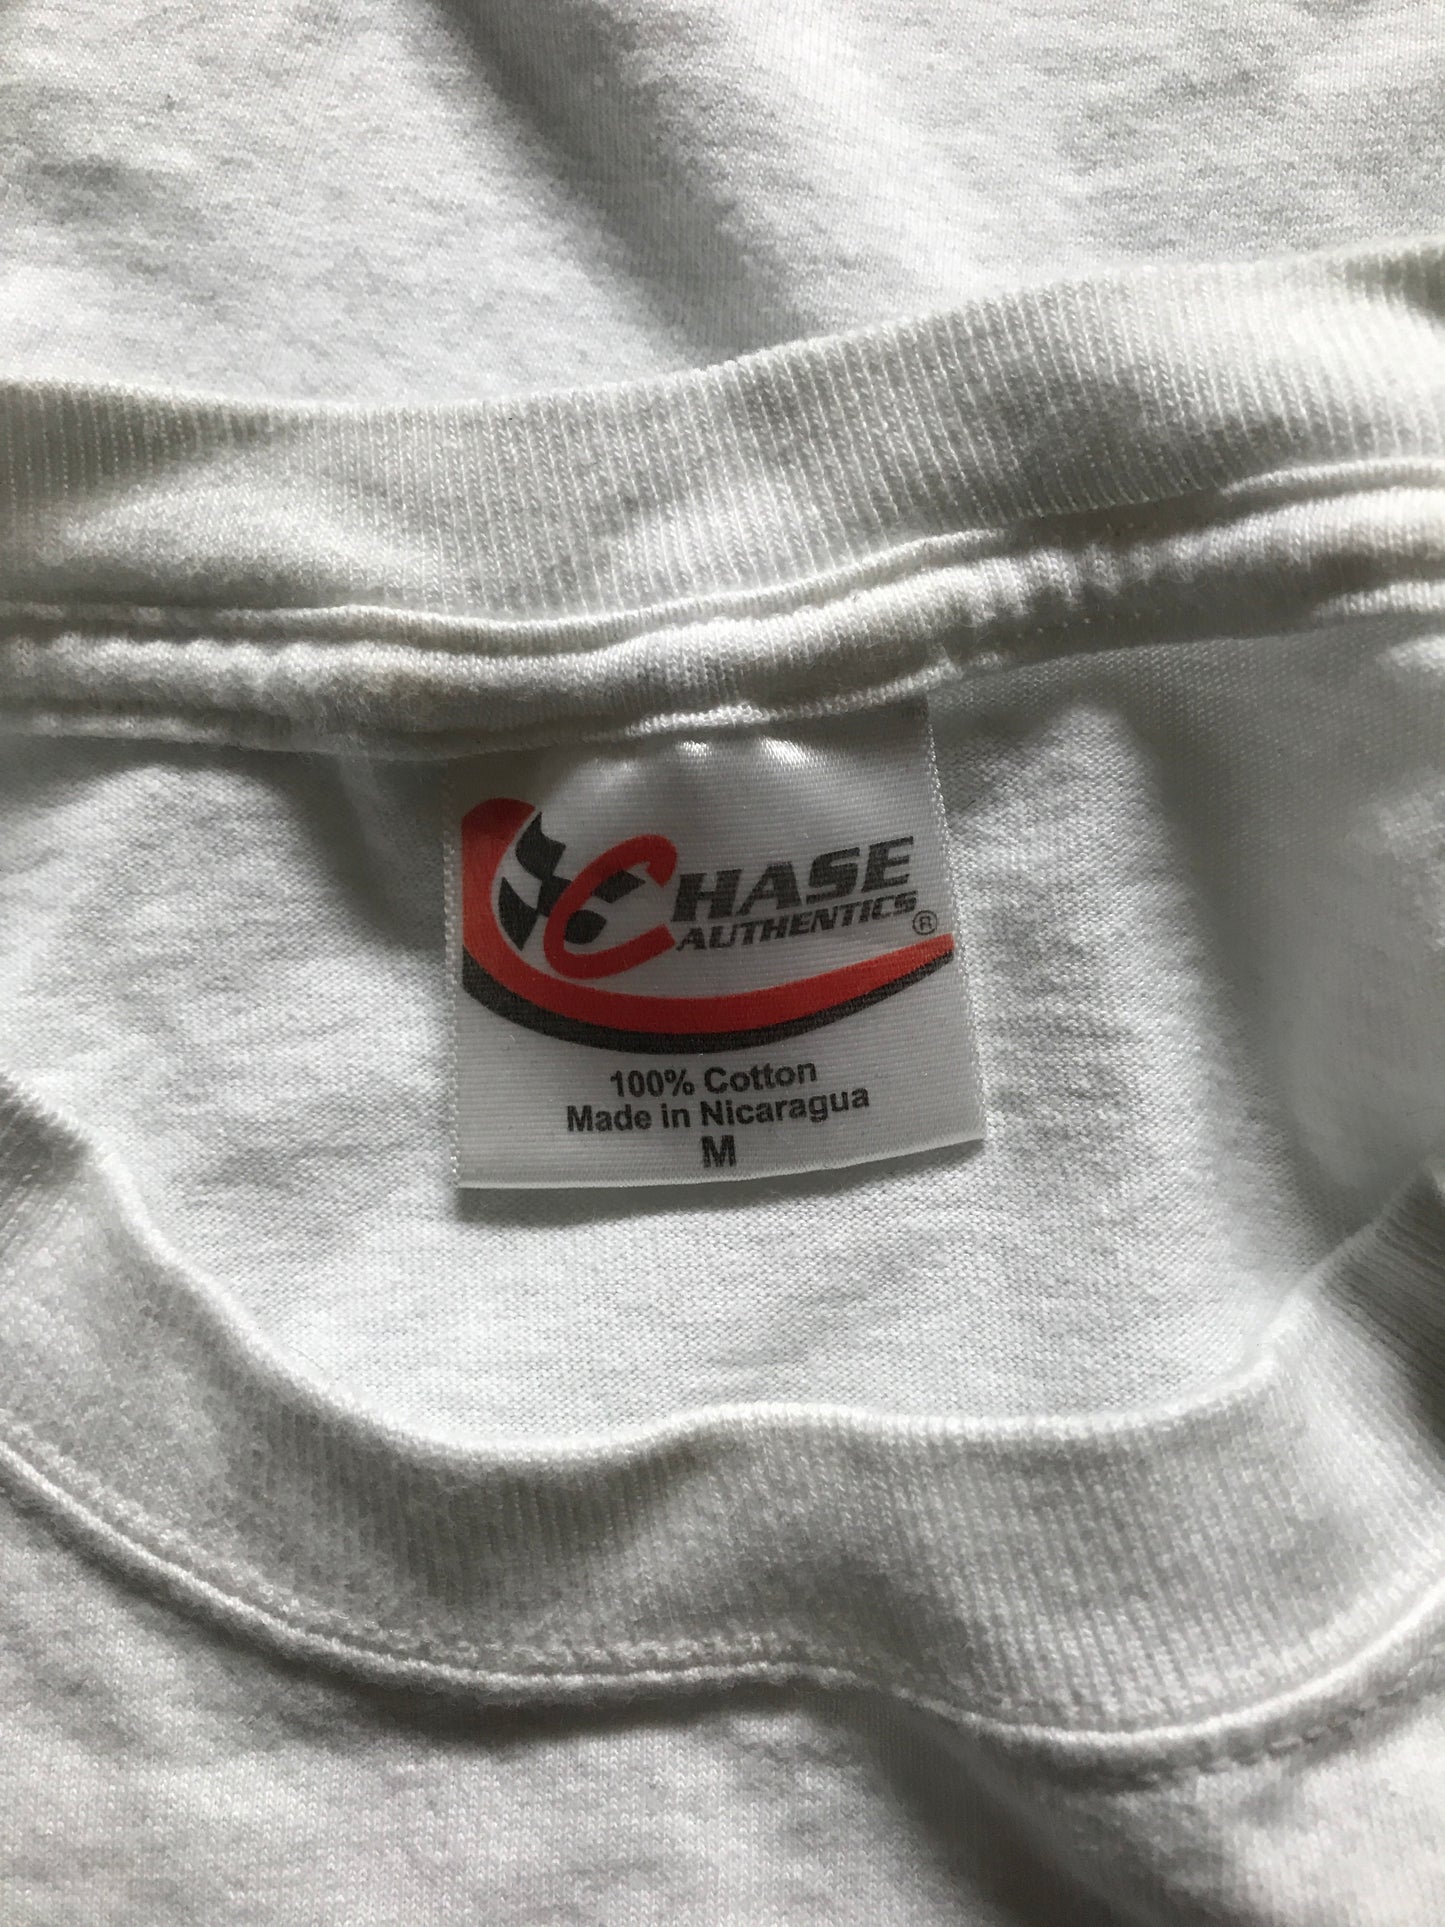 CHASE
AUTHENTICS®
100% Cotton
Made in Nicaragua
M